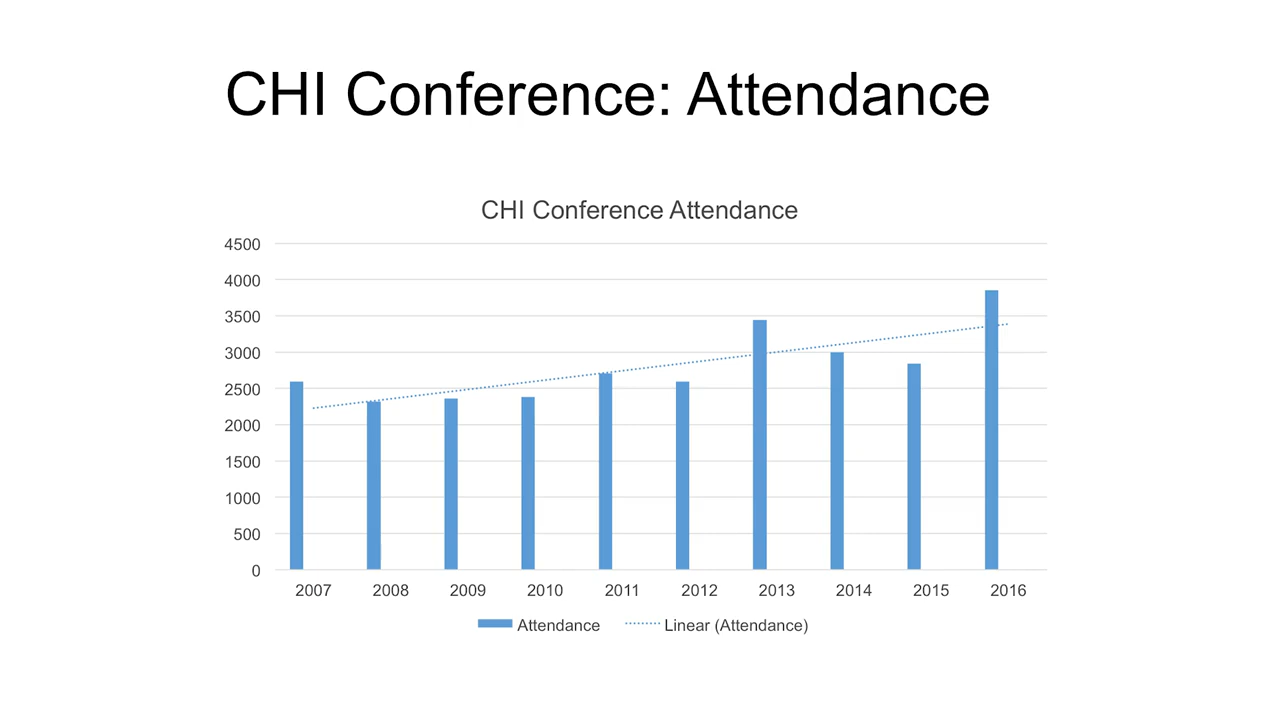 CHI Conference: Attendance
CHI Conference Attendance
4500
4000
3500
3000
2500
2000
1500
1000
500
0
2007 2008 2009 2010 2011 2012 2013 2014 2015 2016
Attendance Linear (Attendance)